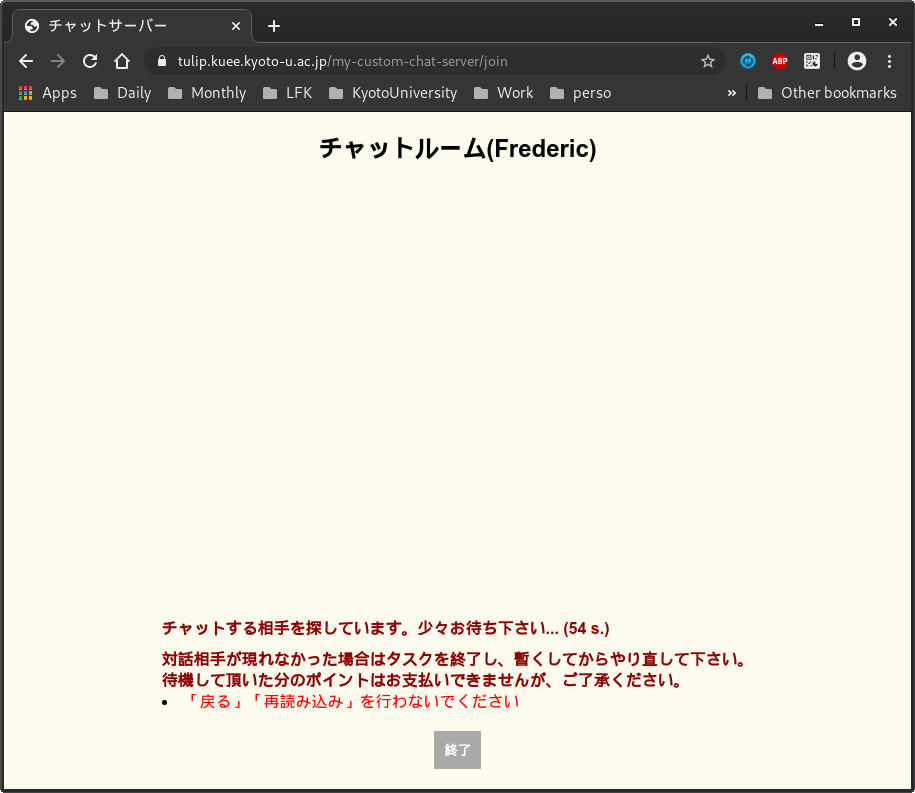 チャットサーバー
tulip.kuee.kyoto-u.ac.jp/my-custom-chat-server/join
ABP
Apps Daily Monthly LFK KyotoUniversity Work perso » Other bookmarks
チャットルーム(Frederic)
チャットする相手を探しています。少々お待ち下さい... (54 s.)
対話相手が現れなかった場合はタスクを終了し、暫くしてからやり直して下さい。
待機して頂いた分のポイントはお支払いできませんが、ご了承ください。
• 「戻る」「再読み込み」を行わないでください
終了